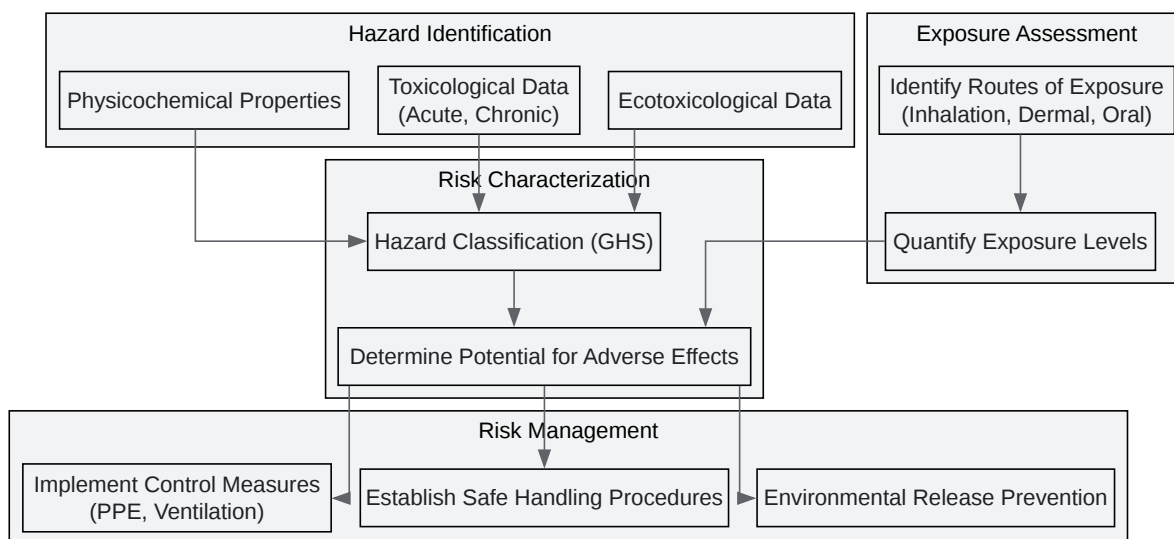 Hazard Identification
Physicochemical Properties
Toxicological Data
(Acute, Chronic)
Ecotoxicological Data
Exposure Assessment
Identify Routes of Exposure
(Inhalation, Dermal, Oral)
Quantify Exposure Levels
Risk Characterization
Hazard Classification (GHS)
Determine Potential for Adverse Effects
Risk Management
Implement Control Measures
(PPE, Ventilation)
Establish Safe Handling Procedures
Environmental Release Prevention